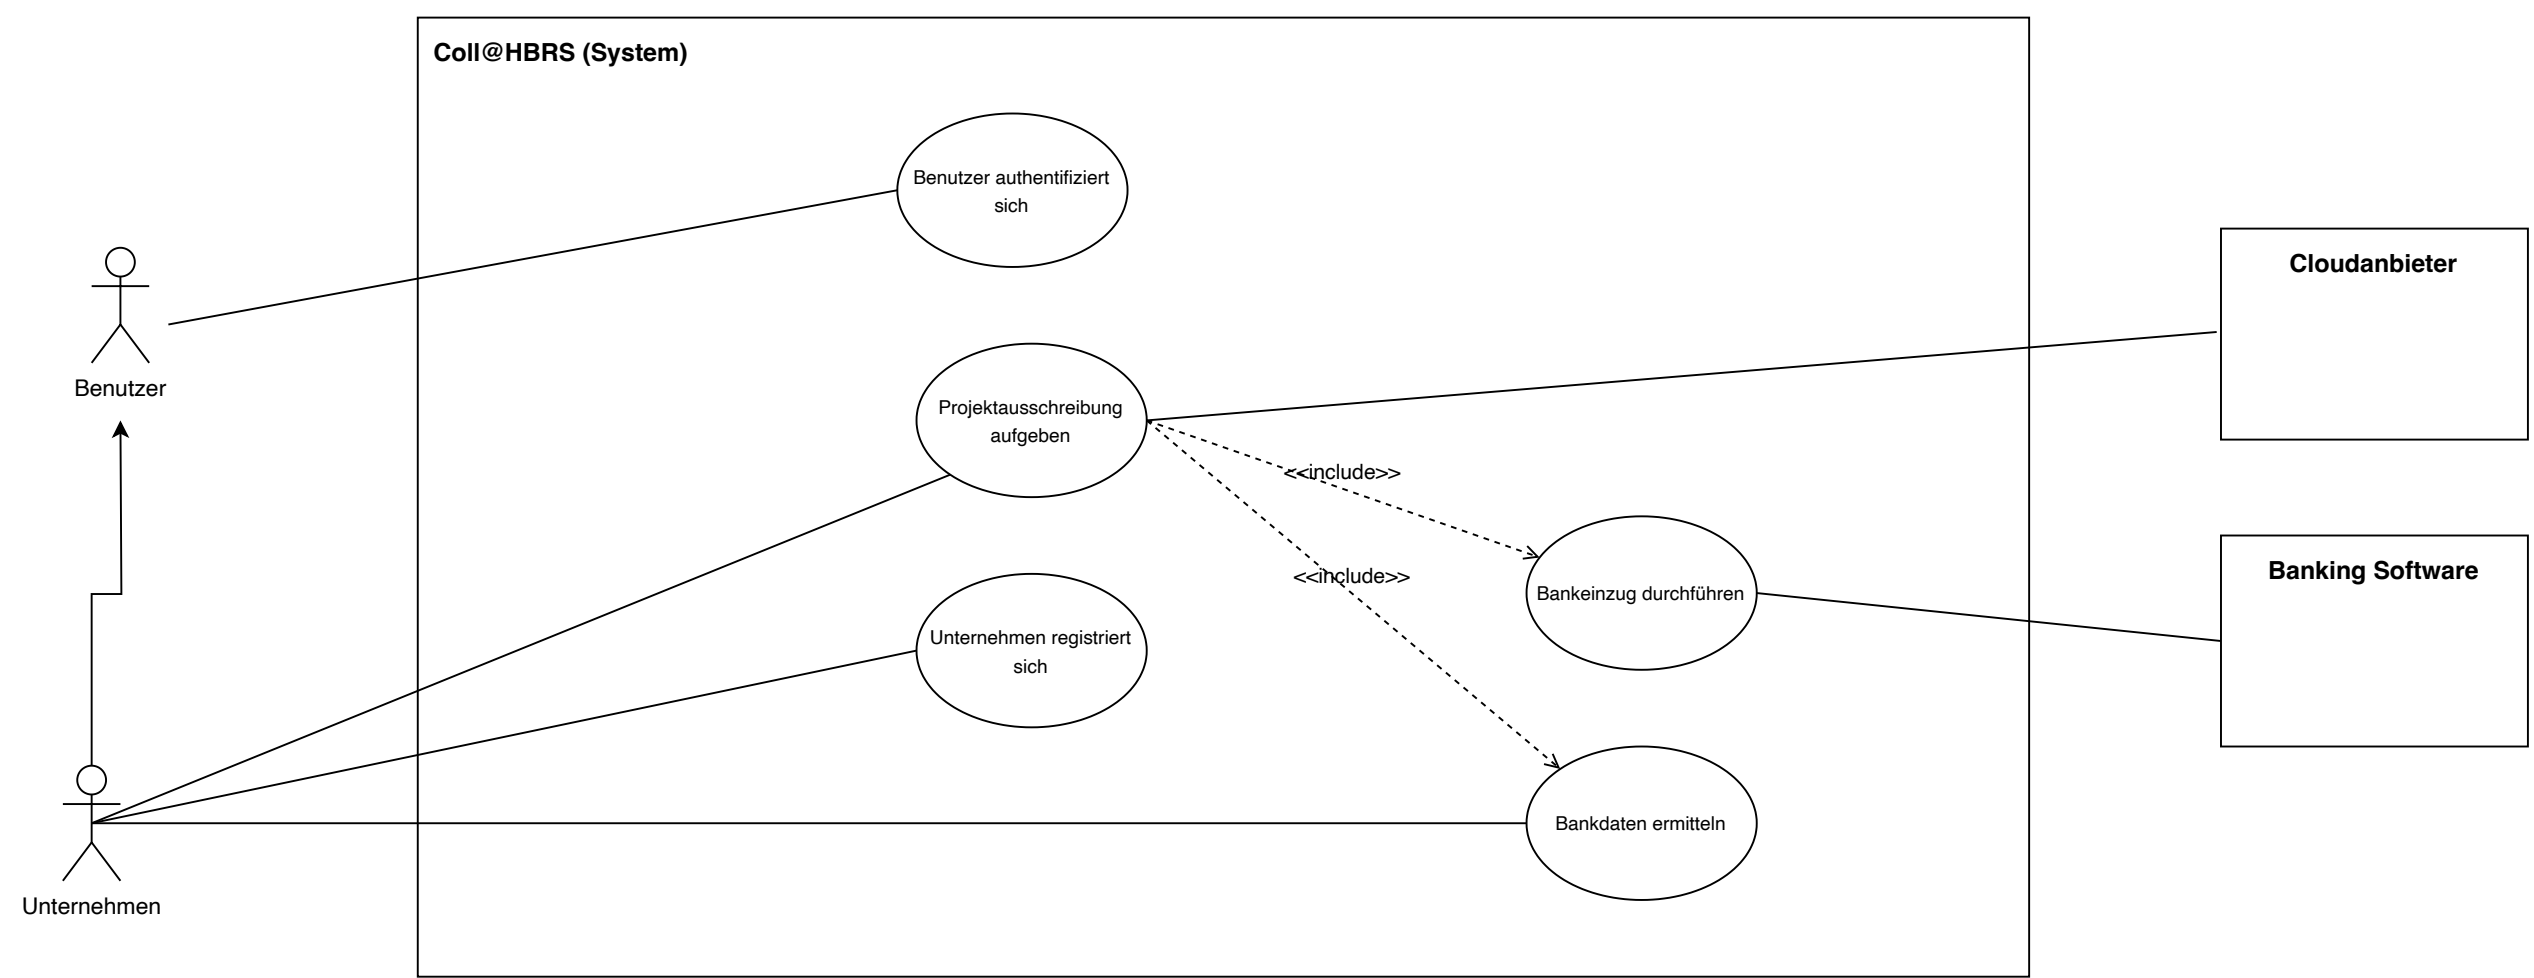 Coll@HBRS (System)
Benutzer authentifiziert
sich
Benutzer
Cloudanbieter
Projektausschreibung
aufgeben
<<include>>
<<include>>
Banking Software
Bankeinzug durchführen
Unternehmen registriert
sich
Bankdaten ermitteln
Unternehmen